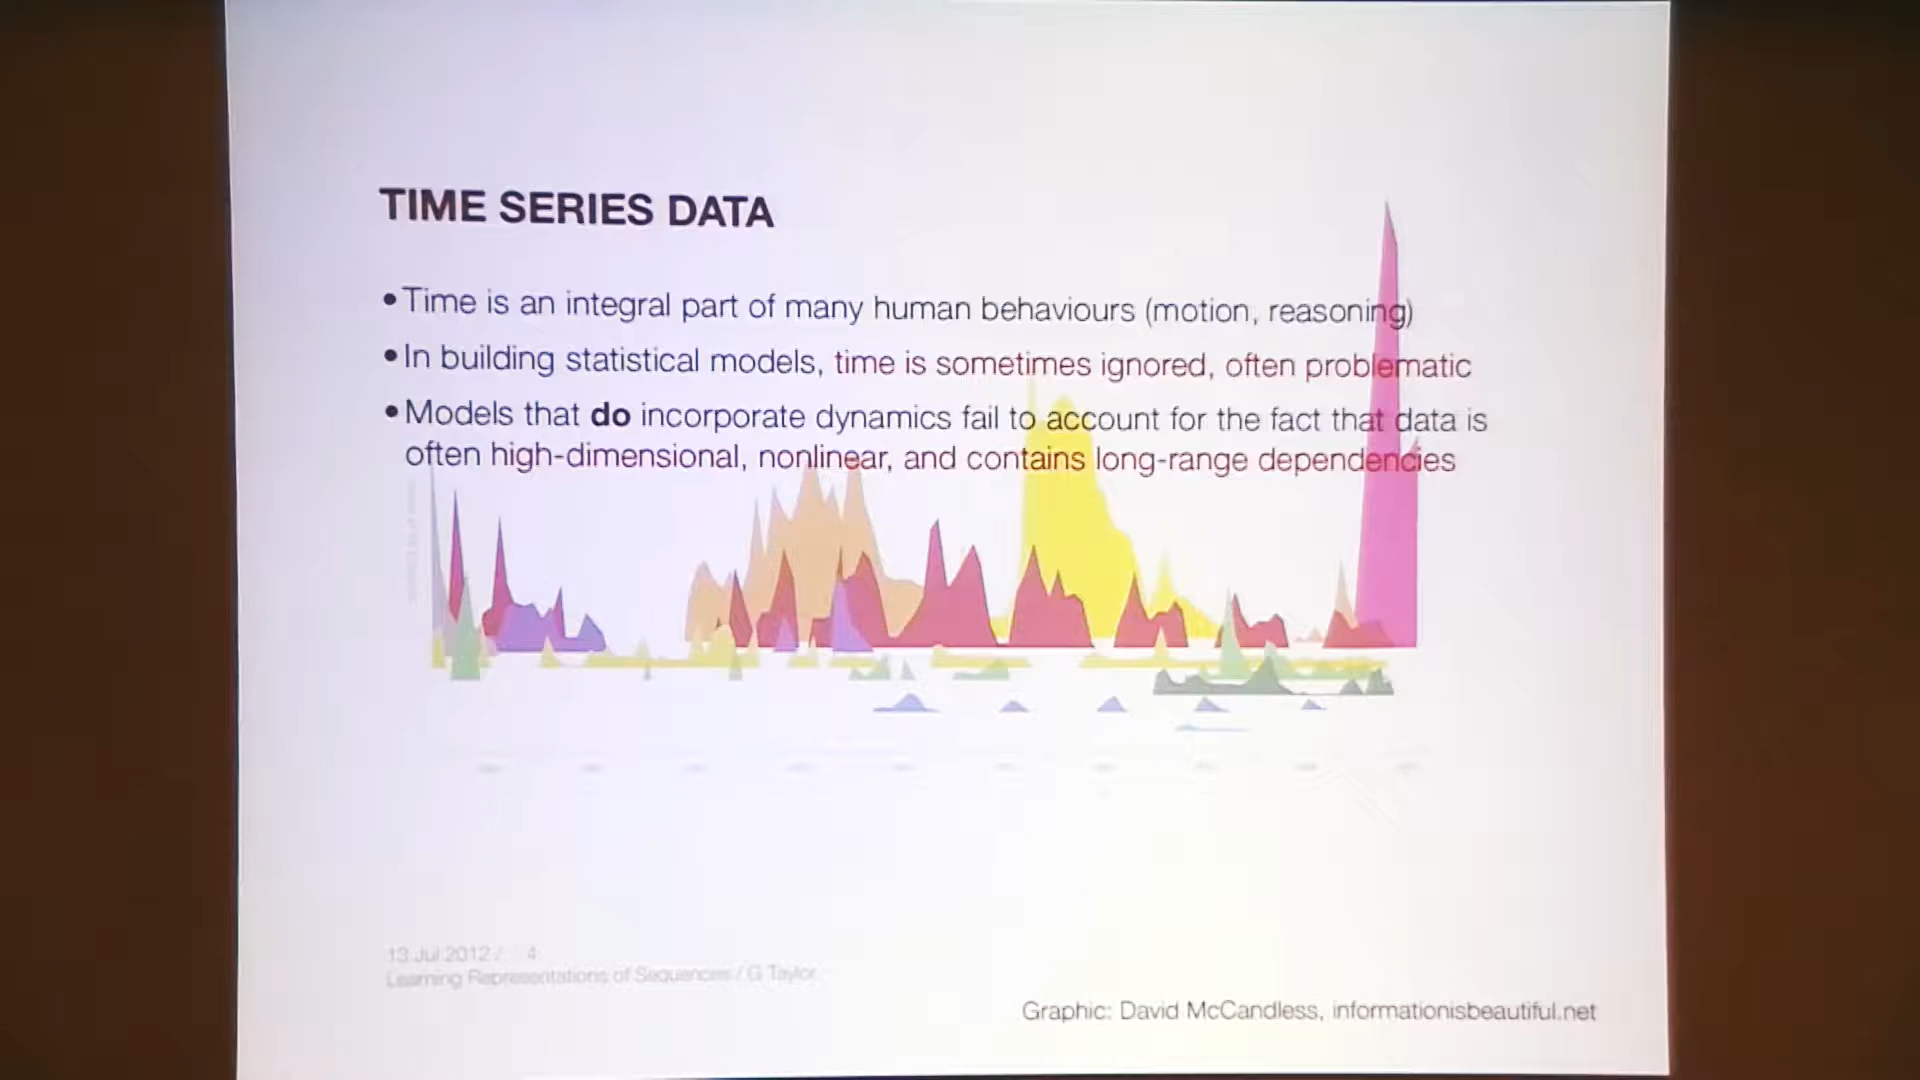 TIME SERIES DATA
•Time is an integral part of many human behaviours (motion, reasoning)
•In building statistical models, time is sometimes ignored, often problematic
•Models that do incorporate dynamics fail to account for the fact that data is
often high-dimensional, nonlinear, and contains long-range dependencies
13 Jul 2012 / 4
Learning Representations of Sequences / G Taylor
Graphic: David McCandless, informationisbeautiful.net